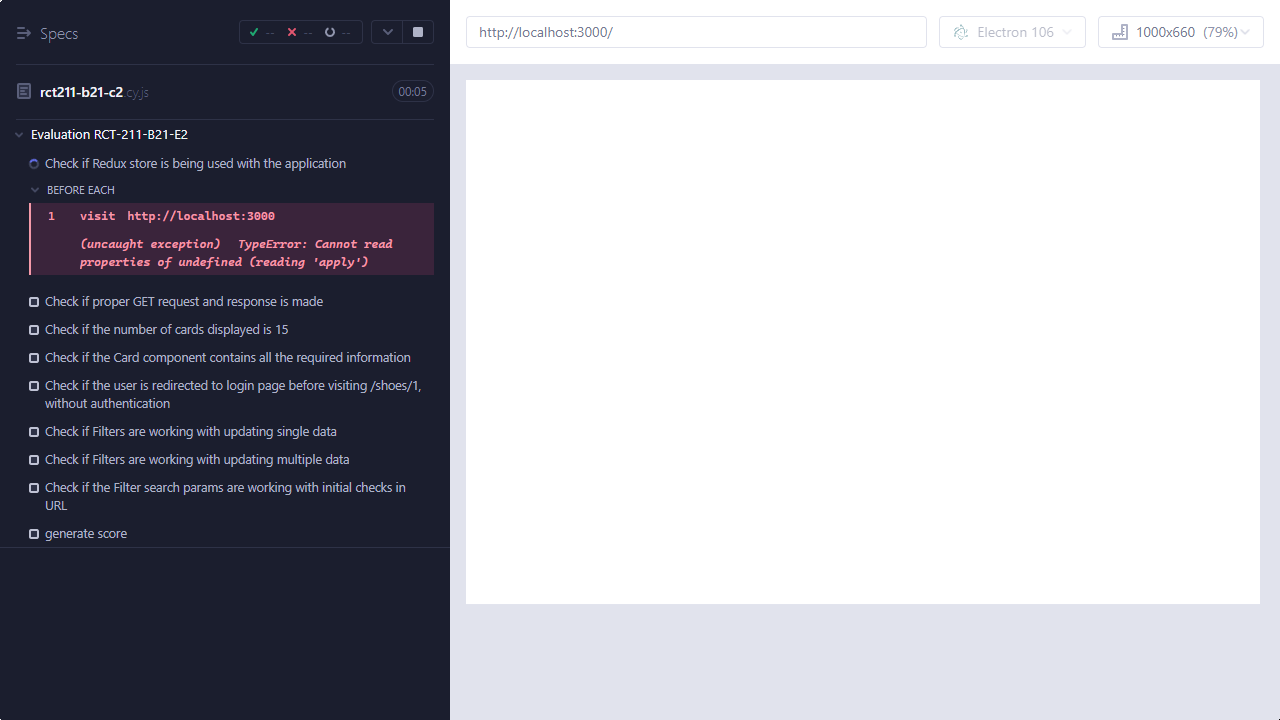 Specs
-- -- --
http://localhost:3000/
Electron 106
1000x660 (79%)
rct211-b21-c2.cy.js
00:05
Evaluation RCT-211-B21-E2
Check if Redux store is being used with the application
BEFORE EACH
1 visit http://localhost:3000
(uncaught exception) TypeError: Cannot read
properties of undefined (reading 'apply')
Check if proper GET request and response is made
Check if the number of cards displayed is 15
Check if the Card component contains all the required information
Check if the user is redirected to login page before visiting /shoes/1,
without authentication
Check if Filters are working with updating single data
Check if Filters are working with updating multiple data
Check if the Filter search params are working with initial checks in
URL
generate score